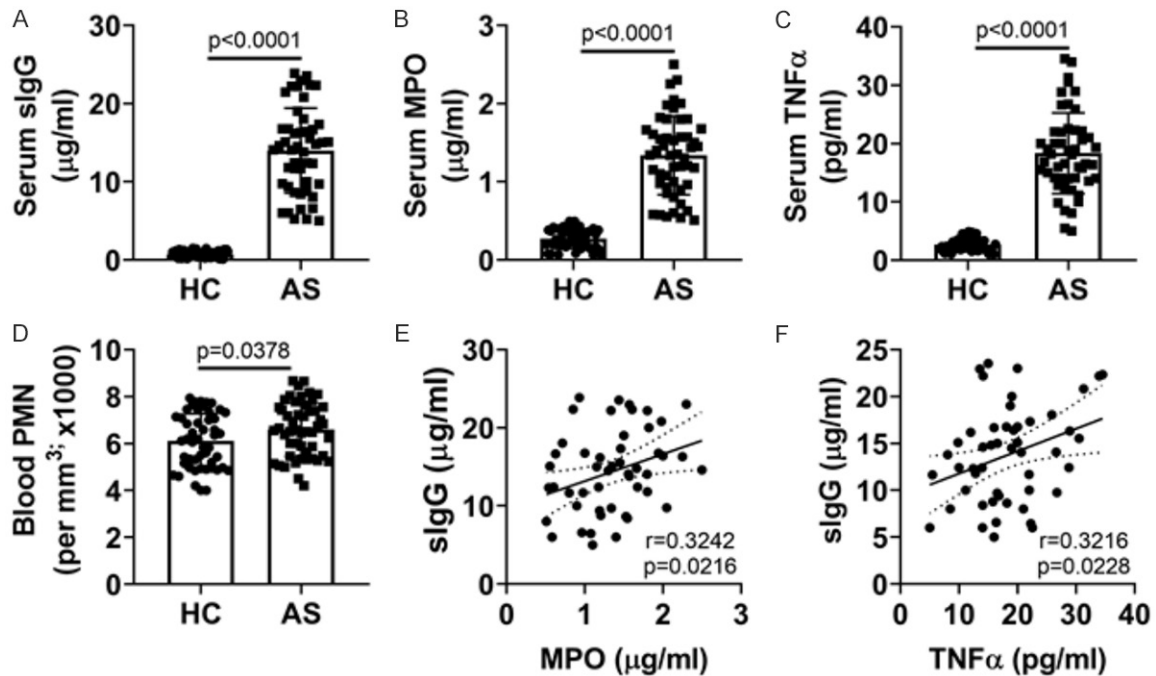 A
Serum sIgG
(μg/ml)
30
20
10
0
p<0.0001
HC
AS
B
Serum MPO
(μg/ml)
3
2
1
0
p<0.0001
HC
AS
C
Serum TNFα
(pg/ml)
40
30
20
10
0
p<0.0001
HC
AS
D
Blood PMN
(per mm³; x1000)
10
8
6
4
2
0
p=0.0378
HC
AS
E
sIgG (μg/ml)
30
20
10
0
r=0.3242
p=0.0216
0
1
2
3
MPO (μg/ml)
F
sIgG (μg/ml)
25
20
15
10
5
0
r=0.3216
p=0.0228
0
10
20
30
40
TNFα (pg/ml)